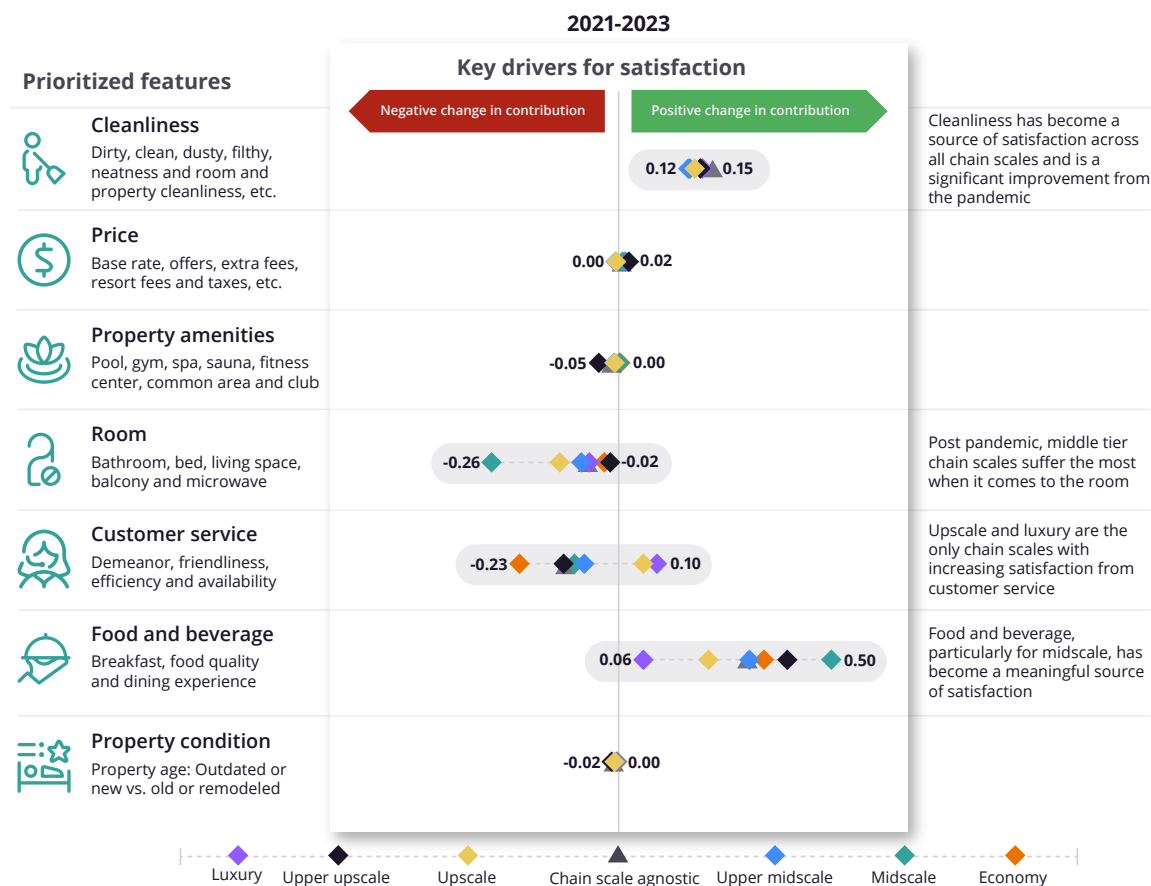 2021-2023
Prioritized features
Key drivers for satisfaction
Negative change in contribution
Positive change in contribution
Cleanliness
Dirty, clean, dusty, filthy,
neatness and room and
property cleanliness, etc.
0.12
0.15
Cleanliness has become a
source of satisfaction across
all chain scales and is a
significant improvement from
the pandemic
Price
Base rate, offers, extra fees,
resort fees and taxes, etc.
0.00
0.02
Property amenities
Pool, gym, spa, sauna, fitness
center, common area and club
-0.05
0.00
Room
Bathroom, bed, living space,
balcony and microwave
-0.26
-0.02
Post pandemic, middle tier
chain scales suffer the most
when it comes to the room
Customer service
Demeanor, friendliness,
efficiency and availability
-0.23
0.10
Upscale and luxury are the
only chain scales with
increasing satisfaction from
customer service
Food and beverage
Breakfast, food quality
and dining experience
0.06
0.50
Food and beverage,
particularly for midscale, has
become a meaningful source
of satisfaction
Property condition
Property age: Outdated or
new vs. old or remodeled
-0.02
0.00
Luxury
Upper upscale
Upscale
Chain scale agnostic
Upper midscale
Midscale
Economy